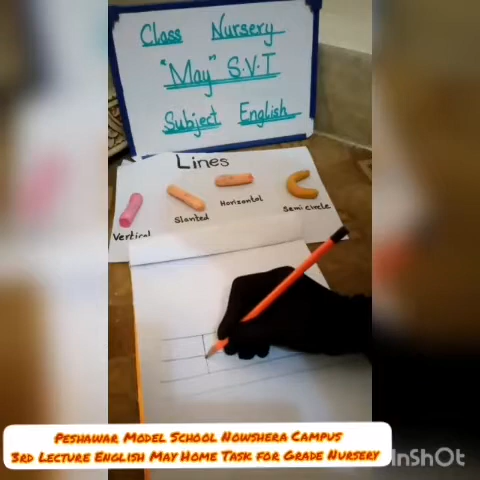 Class Nursery
"May" S.V.T
Subject English
Lines
Vertical
Slanted
Horizontal
Semi circle
Peshawar Model School Nowshera Campus
3rd Lecture English May Home Task for Grade Nursery
InShOt